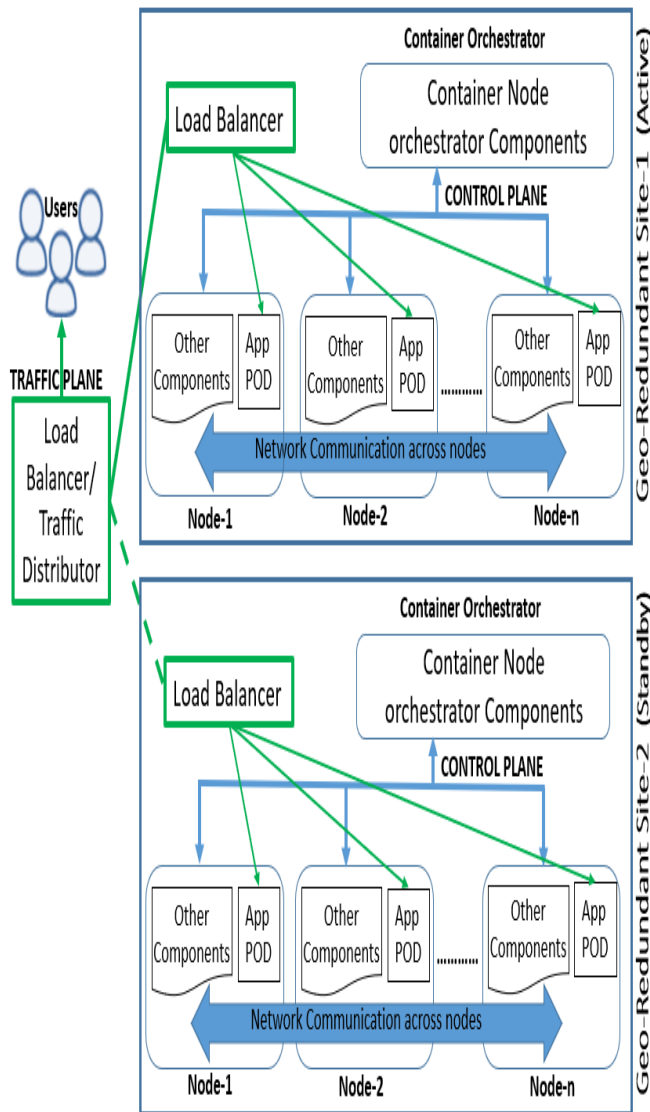 Users
TRAFFIC PLANE
Load
Balancer/
Traffic
Distributor
Container Orchestrator
Load Balancer
Container Node
orchestrator Components
CONTROL PLANE
Other
Components
App
POD
Other
Components
App
POD
............
Other
Components
App
POD
Network Communication across nodes
Node-1
Node-2
Node-n
Geo-Redundant Site-1 (Active)
Container Orchestrator
Load Balancer
Container Node
orchestrator Components
CONTROL PLANE
Other
Components
App
POD
Other
Components
App
POD
............
Other
Components
App
POD
Network Communication across nodes
Node-1
Node-2
Node-n
Geo-Redundant Site-2 (Standby)